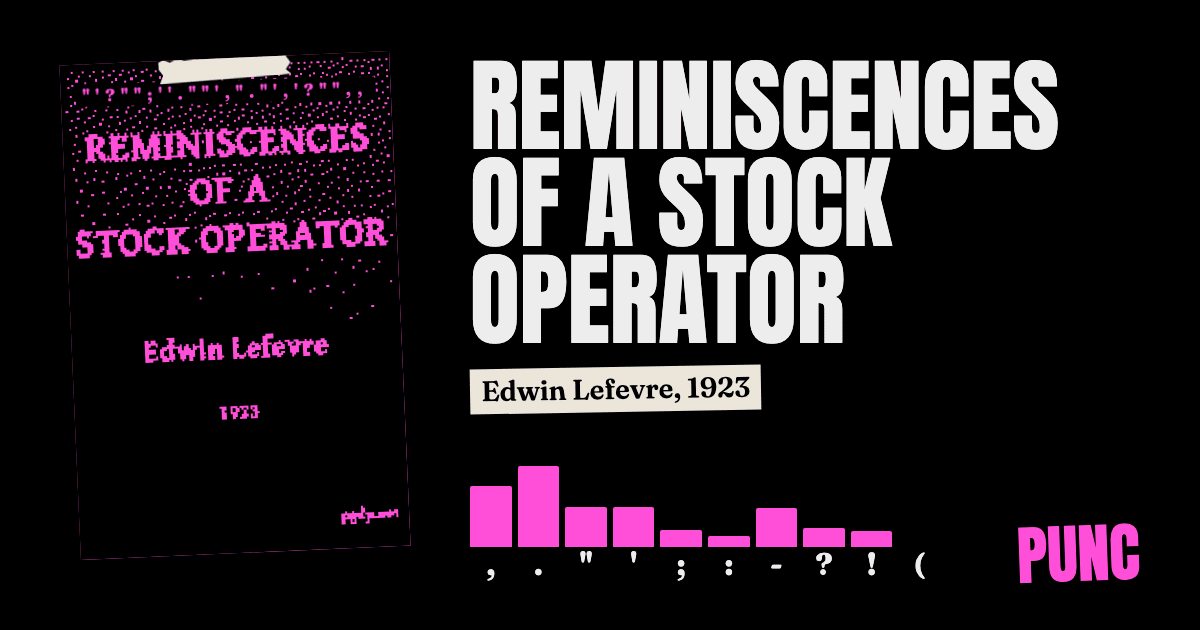 "'?"";''.""',".“',‘?"",,
REMINISCENCES
OF A
STOCK OPERATOR
Edwin Lefevre
1923
REMINISCENCES
OF A STOCK
OPERATOR
Edwin Lefevre, 1923
, . " ' ; : - ? ! (
PUNC